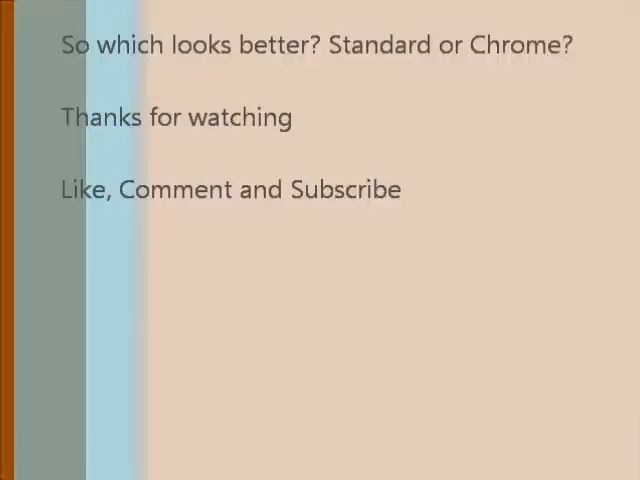 So which looks better? Standard or Chrome?
Thanks for watching
Like, Comment and Subscribe